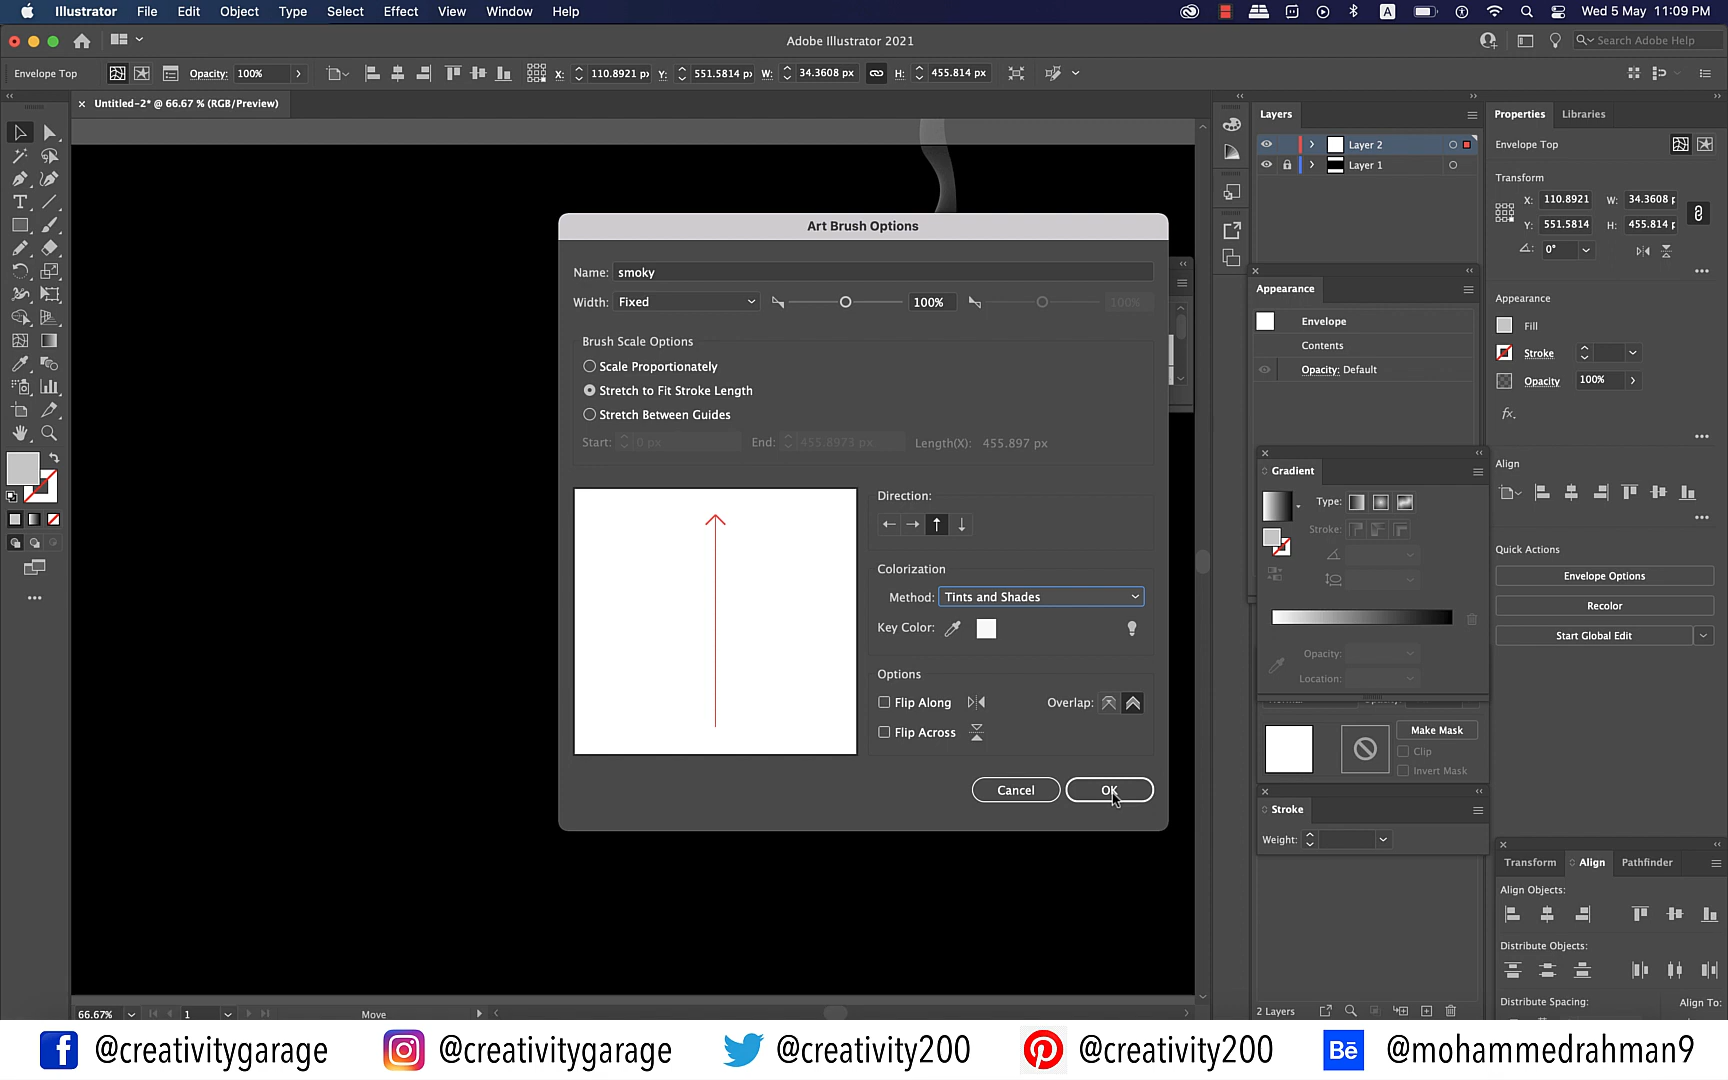 Illustrator File Edit Object Type Select Effect View Window Help
A
Wed 5 May 11:09 PM
Adobe Illustrator 2021
Search Adobe Help
Envelope Top
Opacity: 100%
X: 110.8921 px
Y: 551.5814 px
W: 34.3608 px
H: 455.814 px
Untitled-2* @ 66.67 % (RGB/Preview)
Layers
Layer 2
Layer 1
Properties Libraries
Envelope Top
Transform
X: 110.8921 W: 34.3608 p
Y: 551.5814 H: 455.814 p
0°
Art Brush Options
Name: smoky
Width: Fixed 100% 100%
Brush Scale Options
Scale Proportionately
Stretch to Fit Stroke Length
Stretch Between Guides
Start: 0 px End: 455.8973 px Length(X): 455.897 px
Direction:
Colorization
Method: Tints and Shades
Key Color:
Options
Flip Along
Overlap:
Flip Across
Cancel OK
Appearance
Envelope
Contents
Opacity: Default
Appearance
Fill
Stroke
Opacity 100%
fx.
Gradient
Type:
Stroke:
Opacity:
Location:
Align
Quick Actions
Envelope Options
Recolor
Start Global Edit
Make Mask
Clip
Invert Mask
Stroke
Weight:
Transform Align Pathfinder
Align Objects:
Distribute Objects:
Distribute Spacing: Align To:
66.67% 1 Move
2 Layers
@creativitygarage @creativitygarage @creativity200 @creativity200 Bē @mohammedrahman9